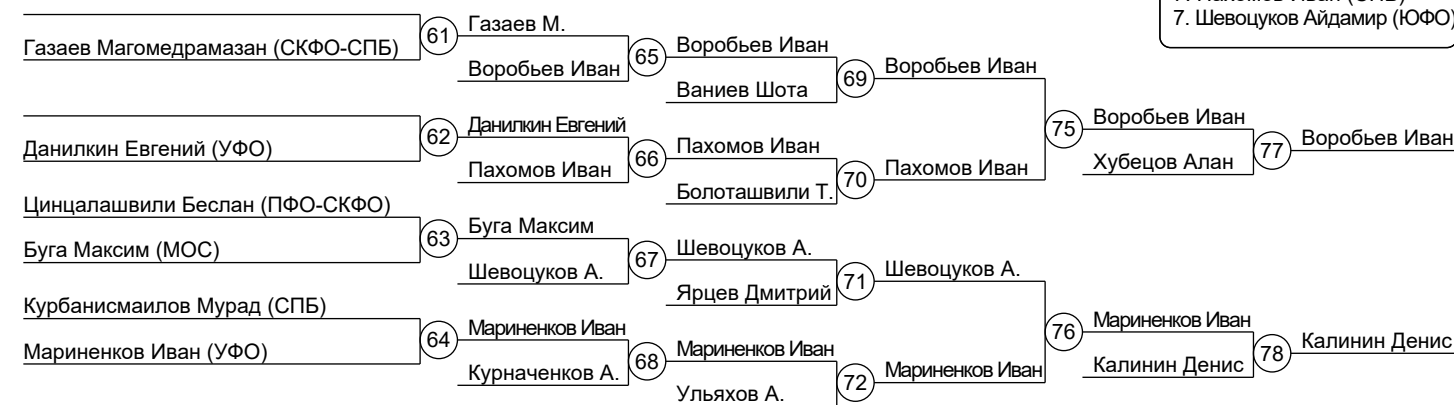 7. Шевоцуков Айдамир (ЮФО)
Газаев Магомедрамазан (СКФО-СПБ)
61
Газаев М.
Воробьев Иван
65
Воробьев Иван
Ваниев Шота
69
Воробьев Иван
Данилкин Евгений (УФО)
62
Данилкин Евгений
Пахомов Иван
66
Пахомов Иван
Болоташвили Т.
70
Пахомов Иван
75
Воробьев Иван
Хубецов Алан
77
Воробьев Иван
Цинцалашвили Беслан (ПФО-СКФО)
Буга Максим (МОС)
63
Буга Максим
Шевоцуков А.
67
Шевоцуков А.
Ярцев Дмитрий
71
Шевоцуков А.
Курбанисмаилов Мурад (СПБ)
Мариненков Иван (УФО)
64
Мариненков Иван
Курначенков А.
68
Мариненков Иван
Ульяхов А.
72
Мариненков Иван
76
Мариненков Иван
Калинин Денис
78
Калинин Денис